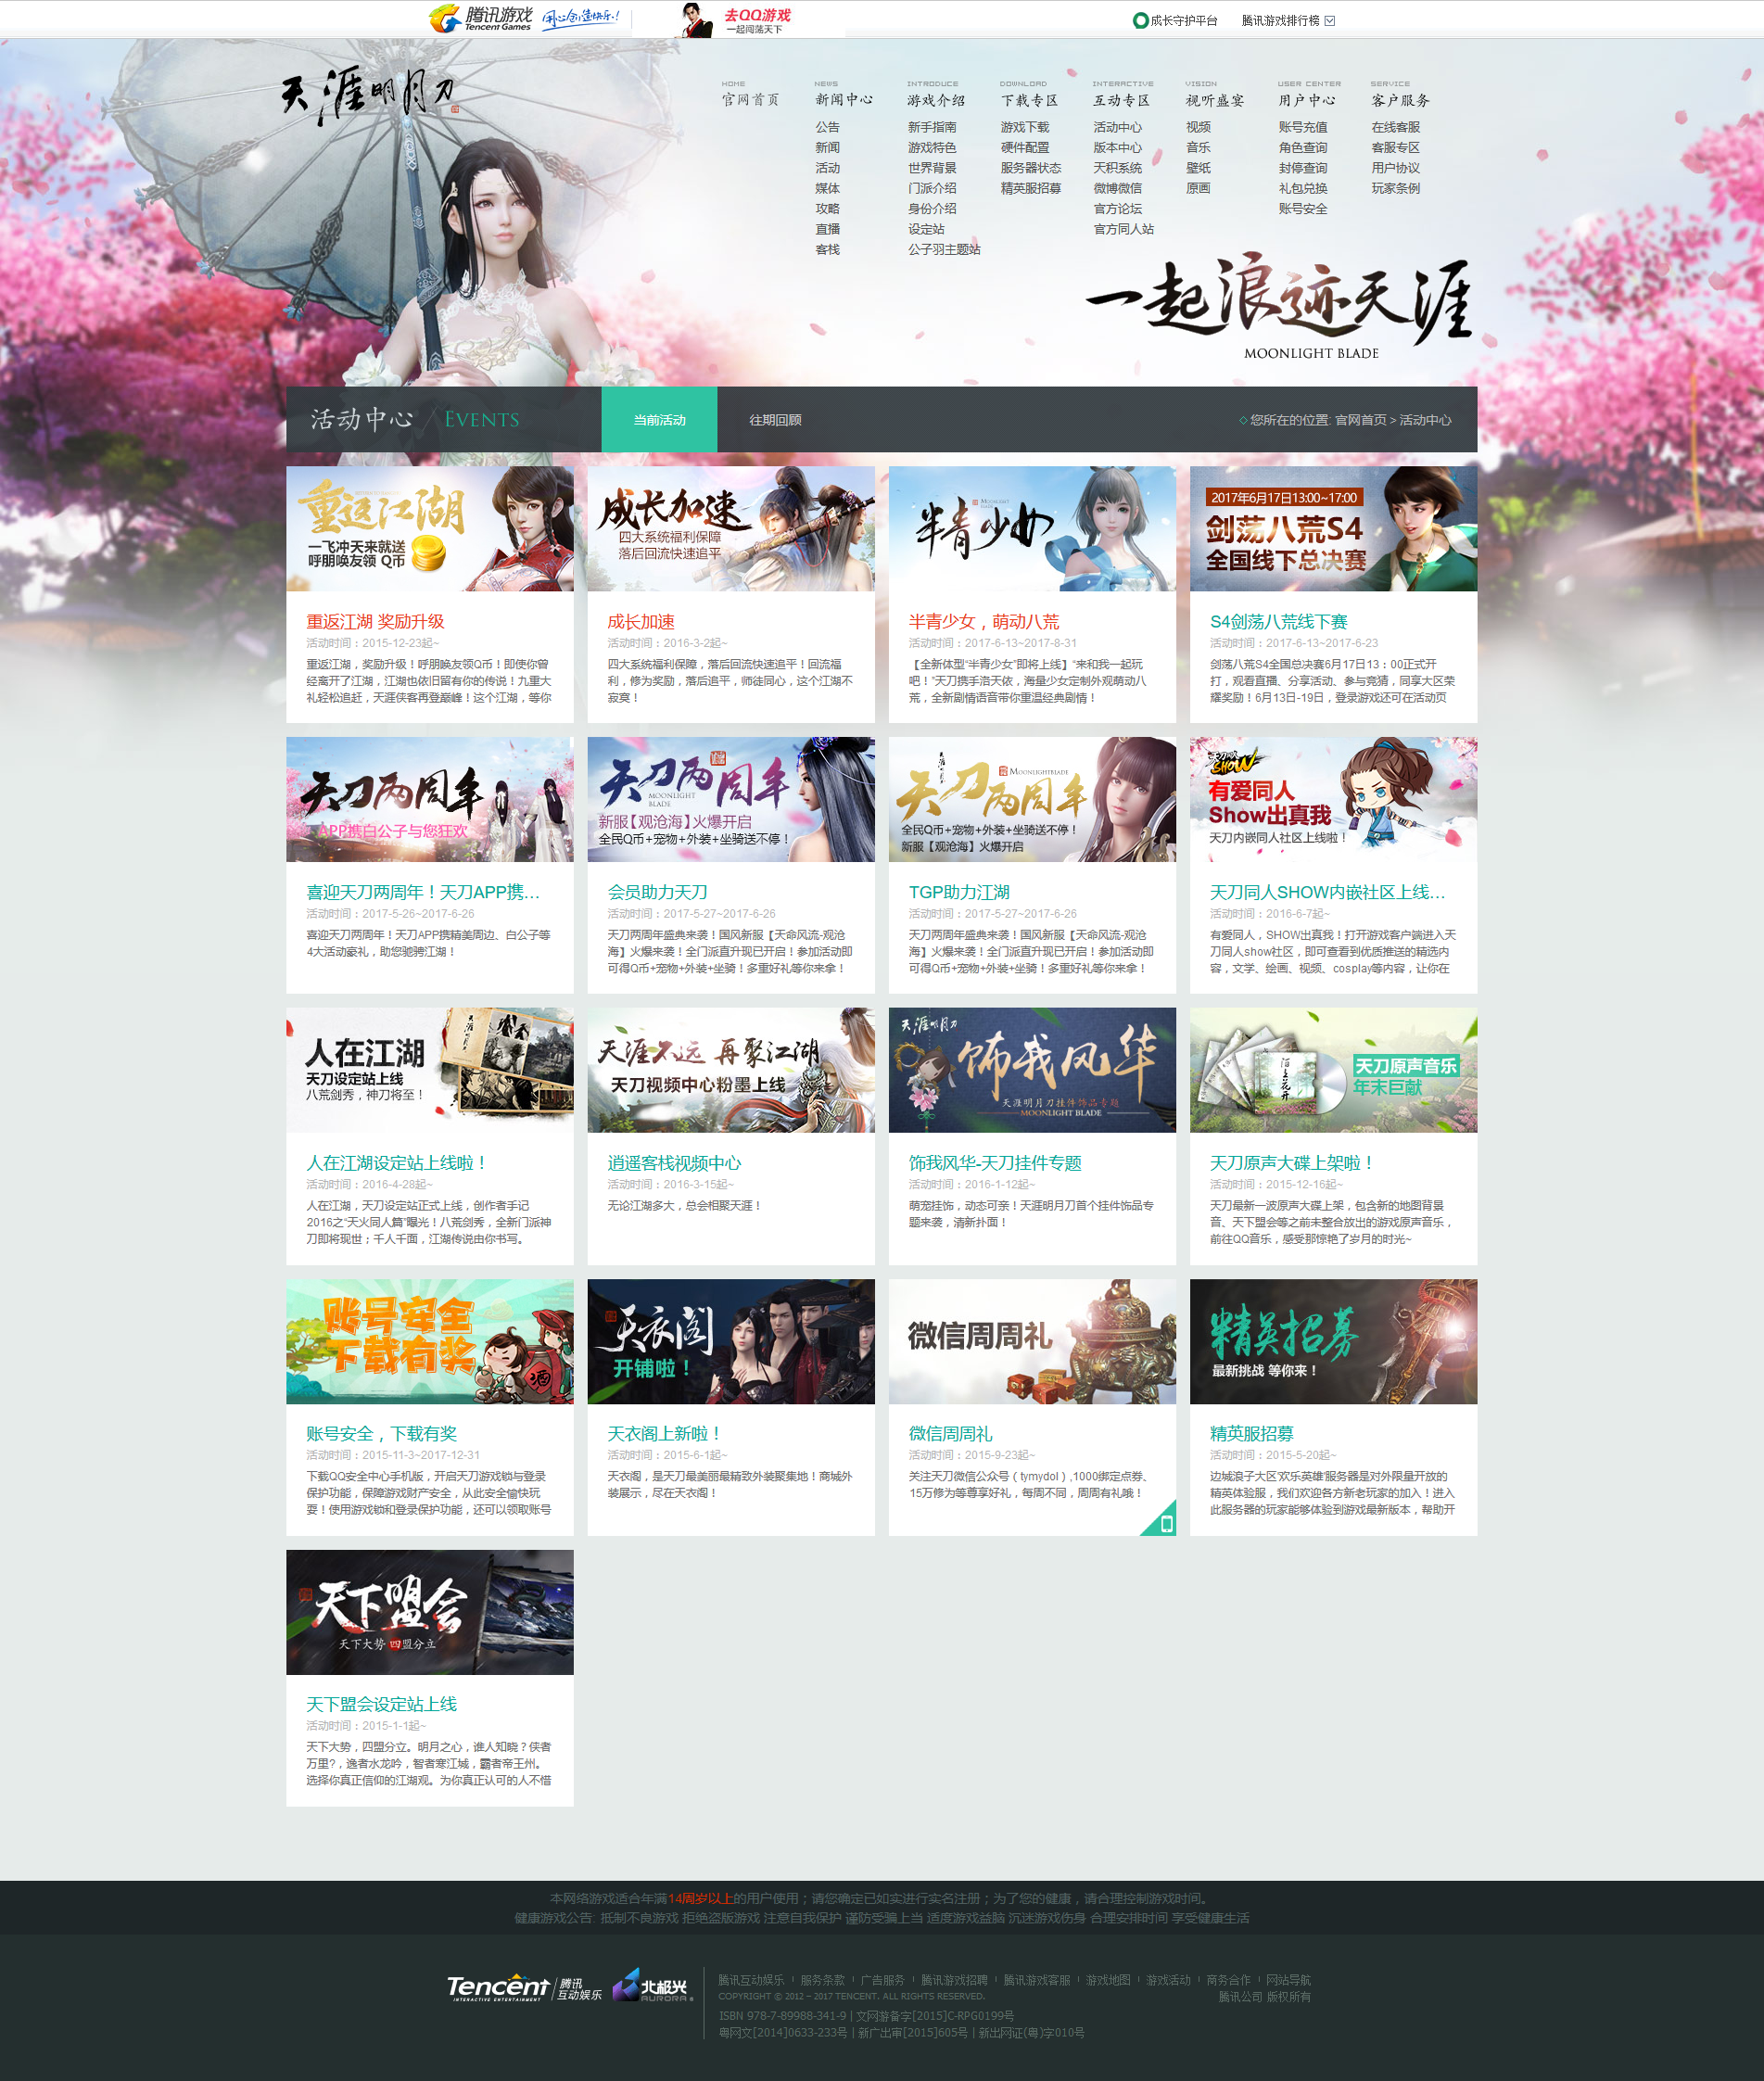 腾讯游戏 用心创造快乐！
Tencent Games
去QQ游戏
一起闯荡天下
成长守护平台 腾讯游戏排行榜
天涯明月刀
HOME NEWS INTRODUCE DOWNLOAD INTERACTIVE VISION USER CENTER SERVICE
官网首页 新闻中心 游戏介绍 下载专区 互动专区 视听盛宴 用户中心 客户服务
公告 新手指南 游戏下载 活动中心 视频 账号充值 在线客服
新闻 游戏特色 硬件配置 版本中心 音乐 角色查询 客服专区
活动 世界背景 服务器状态 天积系统 壁纸 封停查询 用户协议
媒体 门派介绍 精英服招募 微博微信 原画 礼包兑换 玩家条例
攻略 身份介绍 官方论坛 账号安全
直播 设定站 官方同人站
客栈 公子羽主题站
一起浪迹天涯
MOONLIGHT BLADE
活动中心 / EVENTS 当前活动 往期回顾 ◇您所在的位置: 官网首页 > 活动中心
重返江湖
一飞冲天来就送
呼朋唤友领 Q币
重返江湖 奖励升级
活动时间：2015-12-23起~
重返江湖，奖励升级！呼朋唤友领Q币！即使你曾
经离开了江湖，江湖也依旧留有你的传说！九重大
礼轻松追赶，天涯侠客再登巅峰！这个江湖，等你
成长加速
四大系统福利保障
落后回流快速追平
成长加速
活动时间：2016-3-2起~
四大系统福利保障，落后回流快速追平！回流福
利，修为奖励，落后追平，师徒同心，这个江湖不
寂寞！
半青少女
MOONLIGHT
BLADE
半青少女，萌动八荒
活动时间：2017-6-13~2017-8-31
【全新体型“半青少女”即将上线】“来和我一起玩
吧！”天刀携手洛天依，海量少女定制外观萌动八
荒，全新剧情语音带你重温经典剧情！
2017年6月17日13:00~17:00
剑荡八荒S4
全国线下总决赛
S4剑荡八荒线下赛
活动时间：2017-6-13~2017-6-23
剑荡八荒S4全国总决赛6月17日13：00正式开
打，观看直播、分享活动、参与竞猜，同享大区荣
耀奖励！6月13日-19日，登录游戏还可在活动页
天刀两周年
APP携白公子与您狂欢
喜迎天刀两周年！天刀APP携...
活动时间：2017-5-26~2017-6-26
喜迎天刀两周年！天刀APP携精美周边、白公子等
4大活动豪礼，助您驰骋江湖！
天刀两周年
MOONLIGHT
BLADE
新服【观沧海】火爆开启
全民Q币+宠物+外装+坐骑送不停！
会员助力天刀
活动时间：2017-5-27~2017-6-26
天刀两周年盛典来袭！国风新服【天命风流-观沧
海】火爆来袭！全门派直升现已开启！参加活动即
可得Q币+宠物+外装+坐骑！多重好礼等你来拿！
天涯明月刀
MOONLIGHTBLADE
天刀两周年
全民Q币+宠物+外装+坐骑送不停！
新服【观沧海】火爆开启
TGP助力江湖
活动时间：2017-5-27~2017-6-26
天刀两周年盛典来袭！国风新服【天命风流-观沧
海】火爆来袭！全门派直升现已开启！参加活动即
可得Q币+宠物+外装+坐骑！多重好礼等你来拿！
SHOW
有爱同人
Show出真我
天刀内嵌同人社区上线啦！
天刀同人SHOW内嵌社区上线...
活动时间：2016-6-7起~
有爱同人，SHOW出真我！打开游戏客户端进入天
刀同人show社区，即可查看到优质推送的精选内
容，文学、绘画、视频、cosplay等内容，让你在
人在江湖
天刀设定站上线
八荒剑秀，神刀将至！
人在江湖设定站上线啦！
活动时间：2016-4-28起~
人在江湖，天刀设定站正式上线，创作者手记
2016之“天火同人篇”曝光！八荒剑秀，全新门派神
刀即将现世；千人千面，江湖传说由你书写。
天涯不远 再聚江湖
天刀视频中心粉墨上线
逍遥客栈视频中心
活动时间：2016-3-15起~
无论江湖多大，总会相聚天涯！
天涯明月刀
饰我风华
天涯明月刀挂件饰品专题
MOONLIGHT BLADE
饰我风华-天刀挂件专题
活动时间：2016-1-12起~
萌宠挂饰，动态可亲！天涯明月刀首个挂件饰品专
题来袭，清新扑面！
陌上花开
天刀原声音乐
年末巨献
天刀原声大碟上架啦！
活动时间：2015-12-16起~
天刀最新一波原声大碟上架，包含新的地图背景
音、天下盟会等之前未整合放出的游戏原声音乐，
前往QQ音乐，感受那惊艳了岁月的时光~
账号安全
下载有奖
酒
账号安全，下载有奖
活动时间：2015-11-3~2017-12-31
下载QQ安全中心手机版，开启天刀游戏锁与登录
保护功能，保障游戏财产安全，从此安全愉快玩
耍！使用游戏锁和登录保护功能，还可以领取账号
天衣阁
开铺啦！
天衣阁上新啦！
活动时间：2015-6-1起~
天衣阁，是天刀最美丽最精致外装聚集地！商城外
装展示，尽在天衣阁！
微信周周礼
微信周周礼
活动时间：2015-9-23起~
关注天刀微信公众号（tymydol）,1000绑定点券、
15万修为等尊享好礼，每周不同，周周有礼哦！
精英招募
最新挑战 等你来！
精英服招募
活动时间：2015-5-20起~
边城浪子大区‘欢乐英雄’服务器是对外限量开放的
精英体验服，我们欢迎各方新老玩家的加入！进入
此服务器的玩家能够体验到游戏最新版本，帮助开
天下盟会
天下大势 四盟分立
天下盟会设定站上线
活动时间：2015-1-1起~
天下大势，四盟分立。明月之心，谁人知晓？侠者
万里?，逸者水龙吟，智者寒江城，霸者帝王州。
选择你真正信仰的江湖观。为你真正认可的人不惜
本网络游戏适合年满14周岁以上的用户使用；请您确定已如实进行实名注册；为了您的健康，请合理控制游戏时间。
健康游戏公告: 抵制不良游戏 拒绝盗版游戏 注意自我保护 谨防受骗上当 适度游戏益脑 沉迷游戏伤身 合理安排时间 享受健康生活
Tencent 腾讯互动娱乐
INTERACTIVE ENTERTAINMENT
北极光
AURORA
腾讯互动娱乐 | 服务条款 | 广告服务 | 腾讯游戏招聘 | 腾讯游戏客服 | 游戏地图 | 游戏活动 | 商务合作 | 网站导航
COPYRIGHT © 2012 – 2017 TENCENT. ALL RIGHTS RESERVED. 腾讯公司 版权所有
ISBN 978-7-89988-341-9 | 文网游备字[2015]C-RPG0199号
粤网文[2014]0633-233号 | 新广出审[2015]605号 | 新出网证(粤)字010号